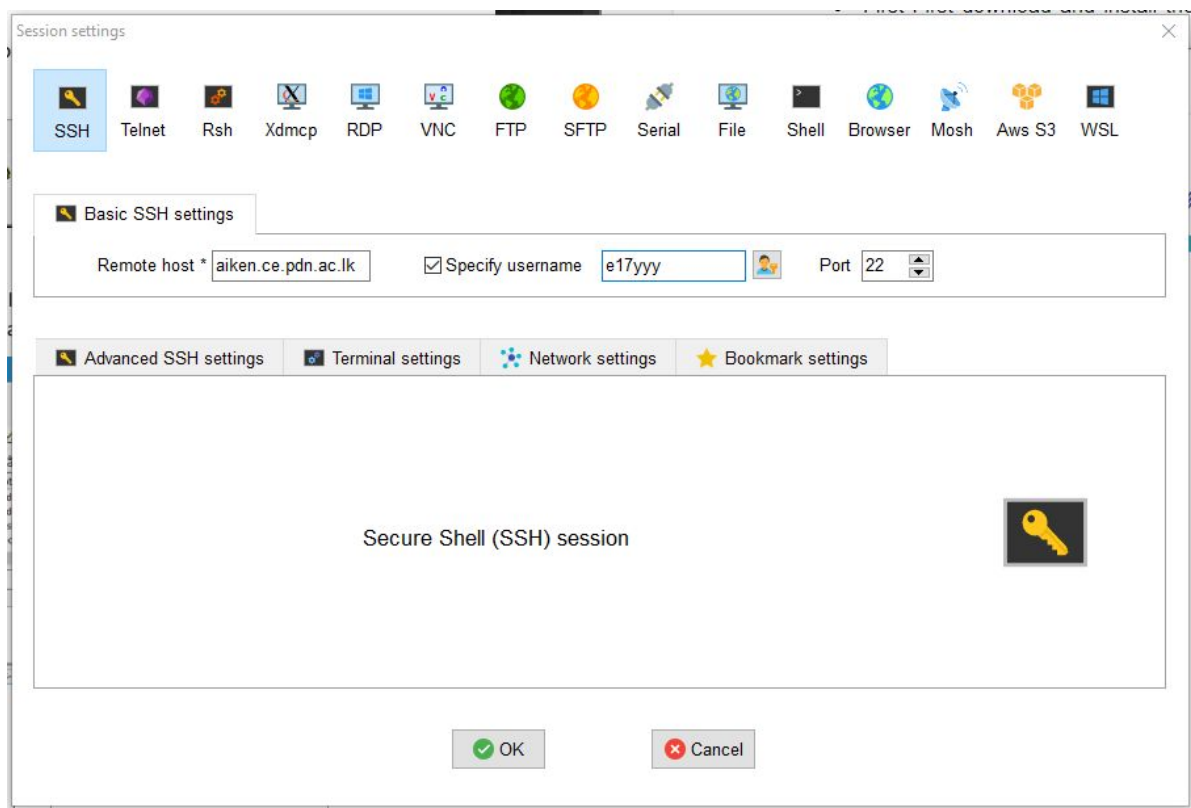 Session settings
SSH Telnet Rsh Xdmcp RDP VNC FTP SFTP Serial File Shell Browser Mosh Aws S3 WSL
Basic SSH settings
Remote host * aiken.ce.pdn.ac.lk Specify username e17yyy Port 22
Advanced SSH settings Terminal settings Network settings Bookmark settings
Secure Shell (SSH) session
OK Cancel